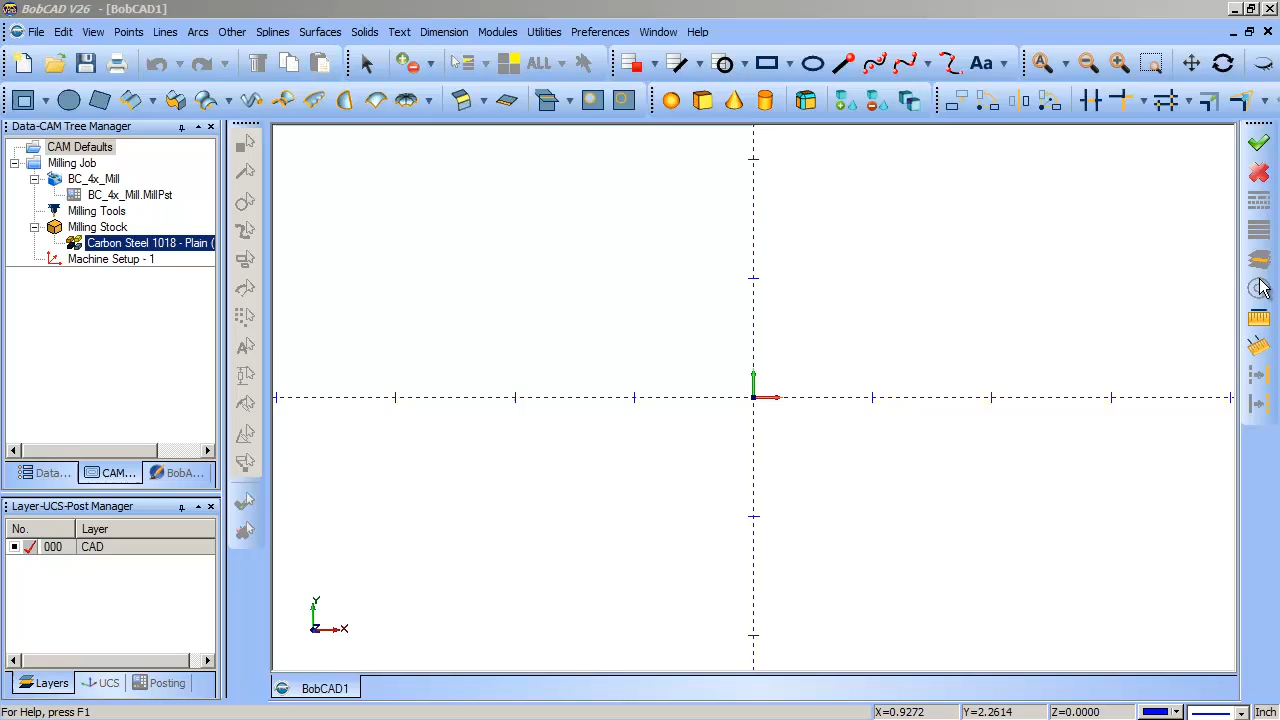 BobCAD V26 - [BobCAD1]
File Edit View Points Lines Arcs Other Splines Surfaces Solids Text Dimension Modules Utilities Preferences Window Help
ALL Aa
Data-CAM Tree Manager
CAM Defaults
Milling Job
BC_4x_Mill
BC_4x_Mill.MillPst
Milling Tools
Milling Stock
Carbon Steel 1018 - Plain (
Machine Setup - 1
Data... CAM... BobA...
Layer-UCS-Post Manager
No. Layer
000 CAD
Layers UCS Posting
Y
Z X
BobCAD1
For Help, press F1 X=0.9272 Y=2.2614 Z=0.0000 Inch